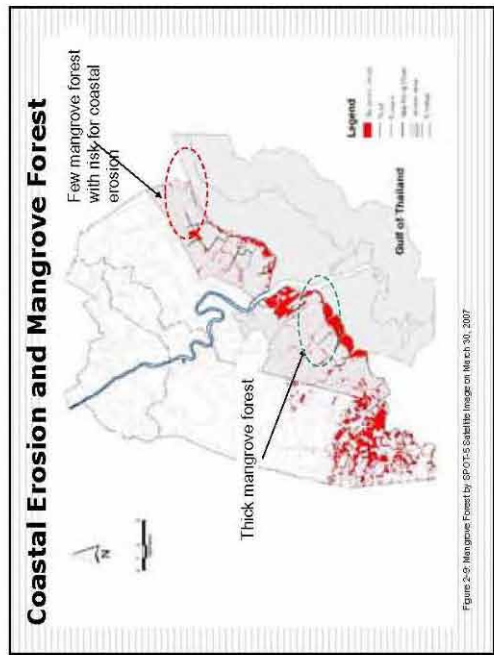 Coastal Erosion and Mangrove Forest
Few mangrove forest
with risk for coastal
erosion
Thick mangrove forest
N
Legend
Gulf of Thailand
Figure 2-9: Mangrove Forest by SPOT-5 Satellite Image on March 30, 2007